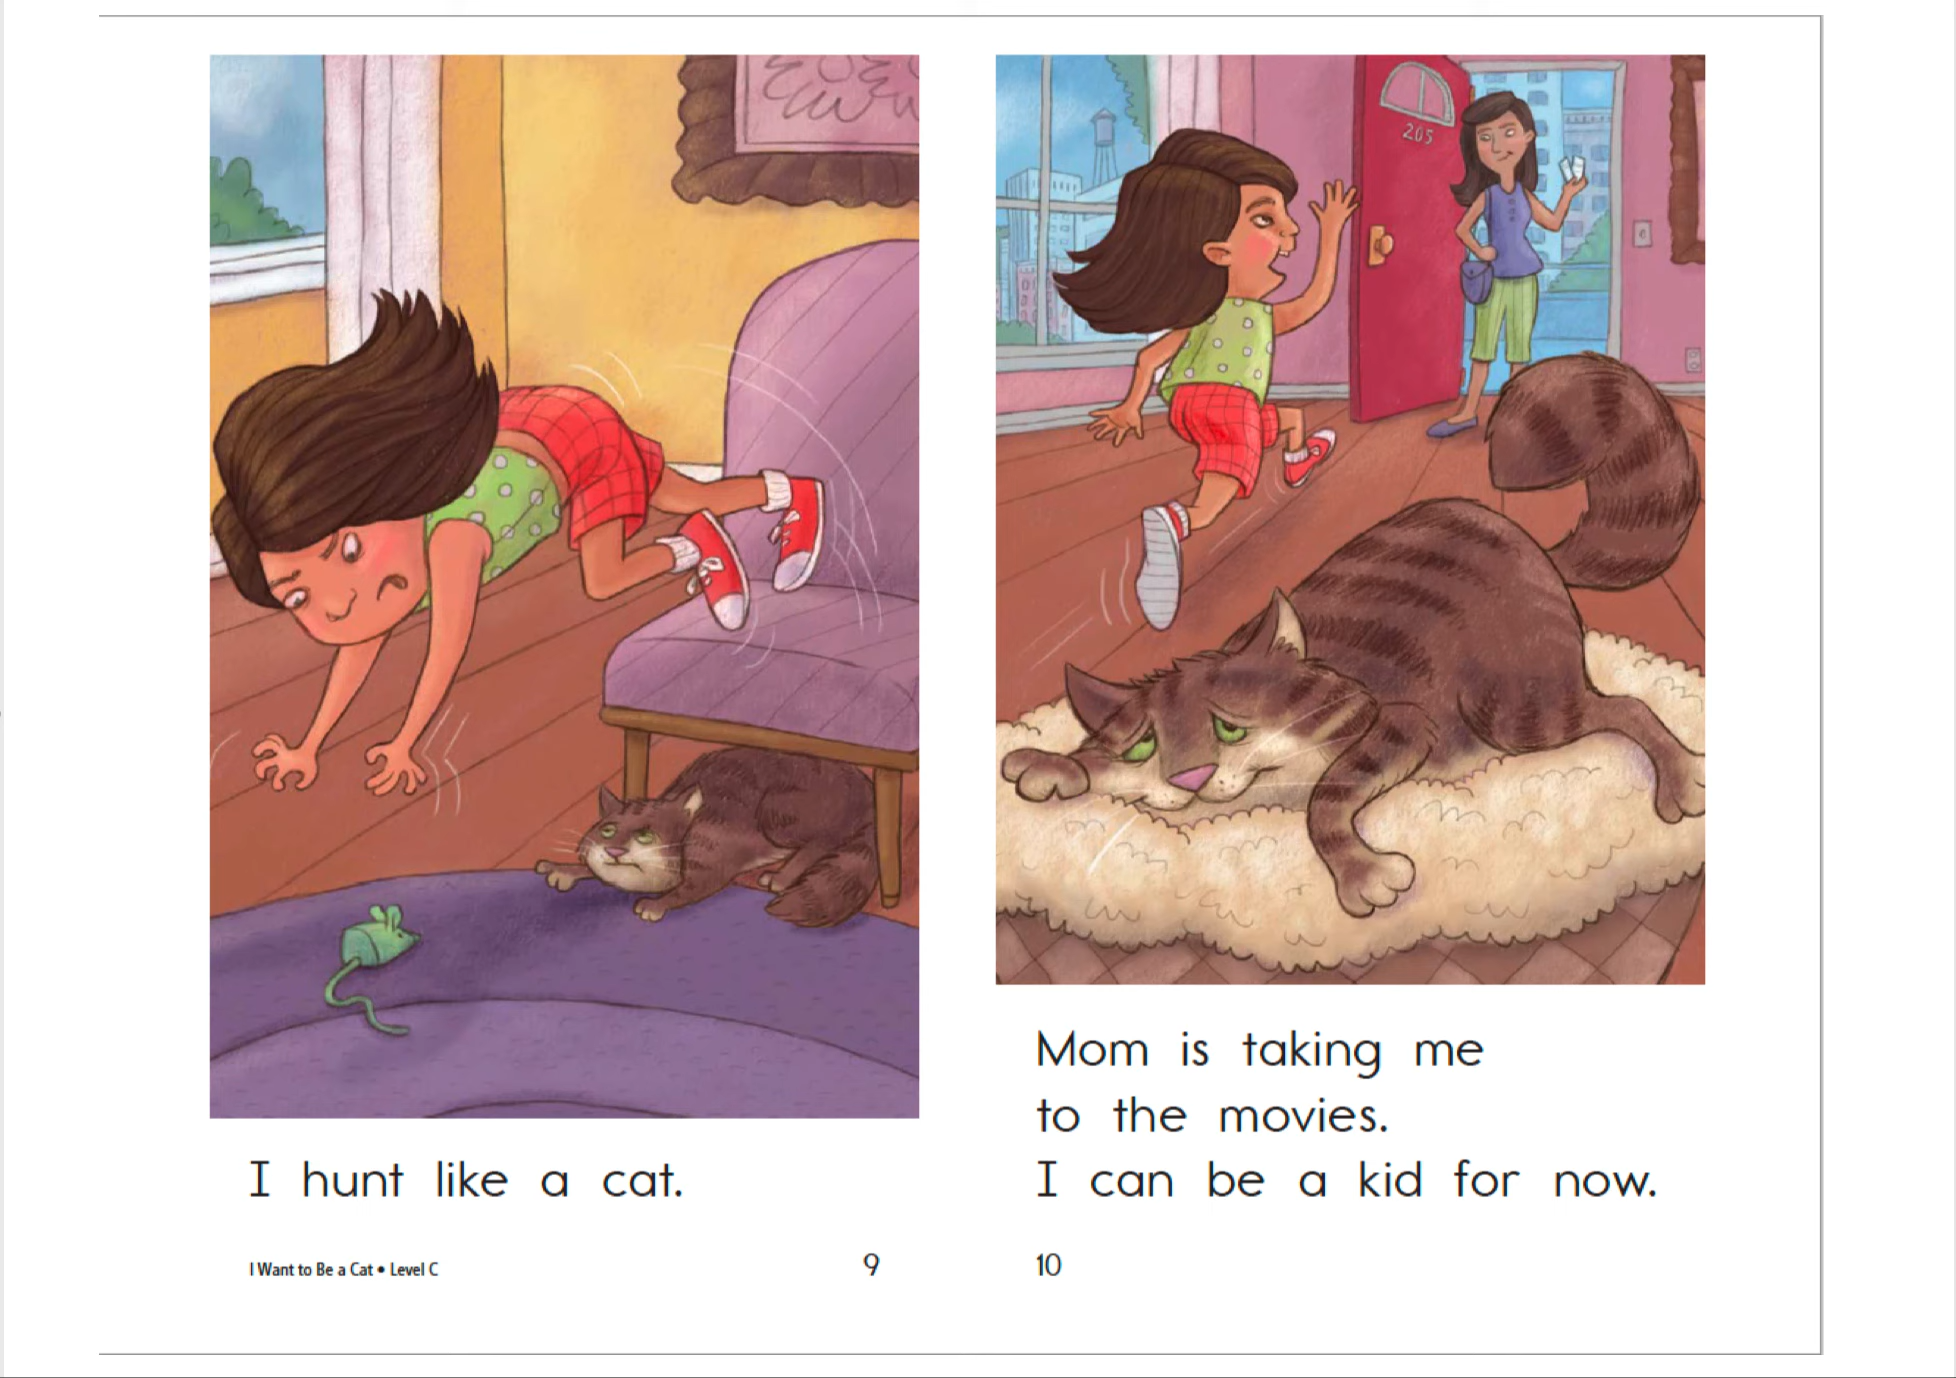 I hunt like a cat.
I Want to Be a Cat • Level C
9
205
Mom is taking me
to the movies.
I can be a kid for now.
10